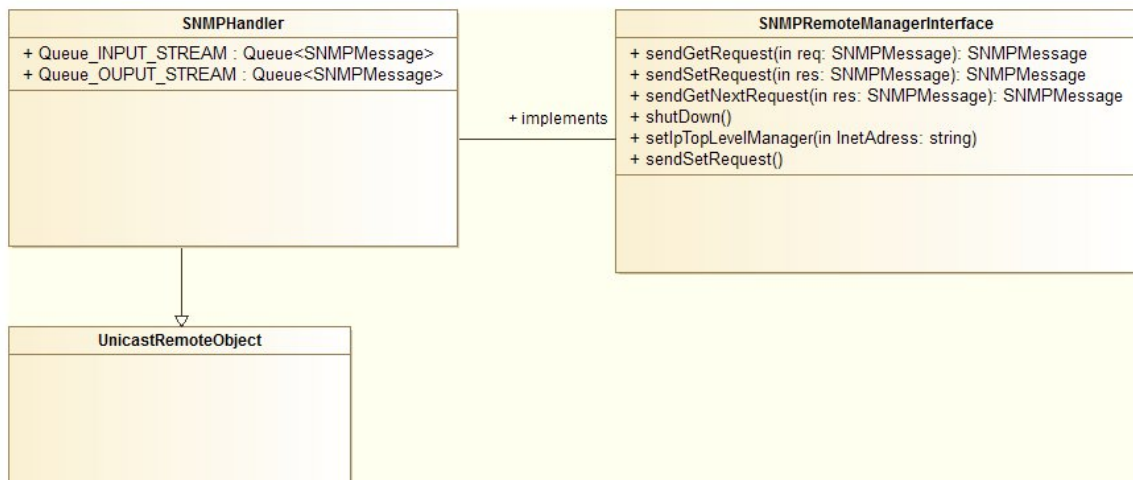 SNMPHandler
+ Queue_INPUT_STREAM : Queue<SNMPMessage>
+ Queue_OUPUT_STREAM : Queue<SNMPMessage>
+ implements
SNMPRemoteManagerInterface
+ sendGetRequest(in req: SNMPMessage): SNMPMessage
+ sendSetRequest(in res: SNMPMessage): SNMPMessage
+ sendGetNextRequest(in res: SNMPMessage): SNMPMessage
+ shutDown()
+ setIpTopLevelManager(in InetAdress: string)
+ sendSetRequest()
UnicastRemoteObject